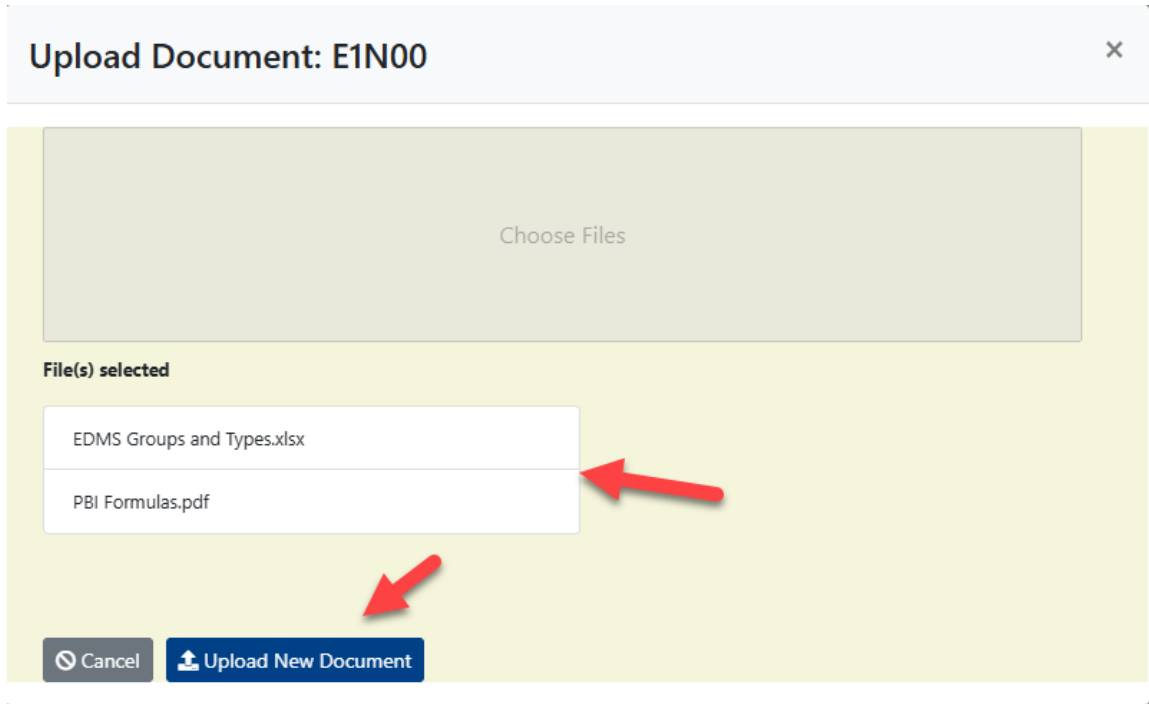 Upload Document: E1N00
Choose Files
File(s) selected
EDMS Groups and Types.xlsx
PBI Formulas.pdf
Cancel
Upload New Document